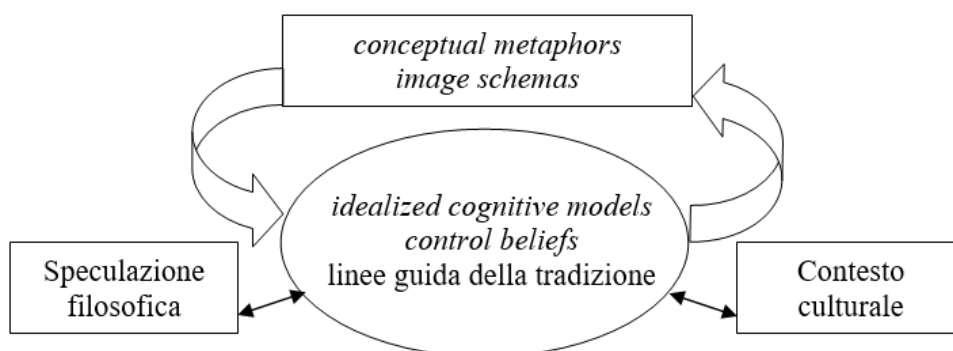 conceptual metaphors
image schemas
idealized cognitive models
control beliefs
linee guida della tradizione
Speculazione
filosofica
Contesto
culturale